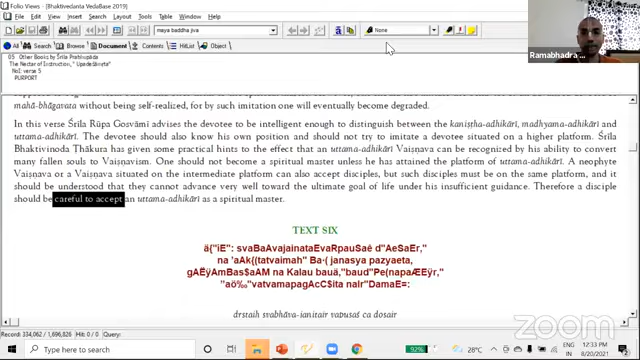 Folio Views - [Bhaktivedanta VedaBase 2019]
File Edit View Search Layout Tools Window Help
maya baddha jiva
None
All Search Browse Document Contents Hit List Object
05 Other Books by Śrīla Prabhupāda
The Nectar of Instruction, "Upadeśāmṛta"
NoI verse 5
PURPORT
mahā-bhāgavata without being self-realized, for by such imitation one will eventually become degraded.
In this verse Śrīla Rūpa Gosvāmī advises the devotee to be intelligent enough to distinguish between the kaniṣṭha-adhikārī, madhyama-adhikārī and
uttama-adhikārī. The devotee should also know his own position and should not try to imitate a devotee situated on a higher platform. Śrīla
Bhaktivinoda Ṭhākura has given some practical hints to the effect that an uttama-adhikārī Vaiṣṇava can be recognized by his ability to convert
many fallen souls to Vaiṣṇavism. One should not become a spiritual master unless he has attained the platform of uttama-adhikārī. A neophyte
Vaiṣṇava or a Vaiṣṇava situated on the intermediate platform can also accept disciples, but such disciples must be on the same platform, and it
should be understood that they cannot advance very well toward the ultimate goal of life under his insufficient guidance. Therefore a disciple
should be careful to accept an uttama-adhikārī as a spiritual master.
TEXT SIX
dṛṣṭaiḥ svabhāva-janitair vapuṣaś ca doṣair
Record: 334,062 / 1,696,826 Hit: 0 / 0 Query:
Ramabhadra
LIVE
Type here to search
92%
28°C
ENG
IN
12:33 PM
8/20/2021